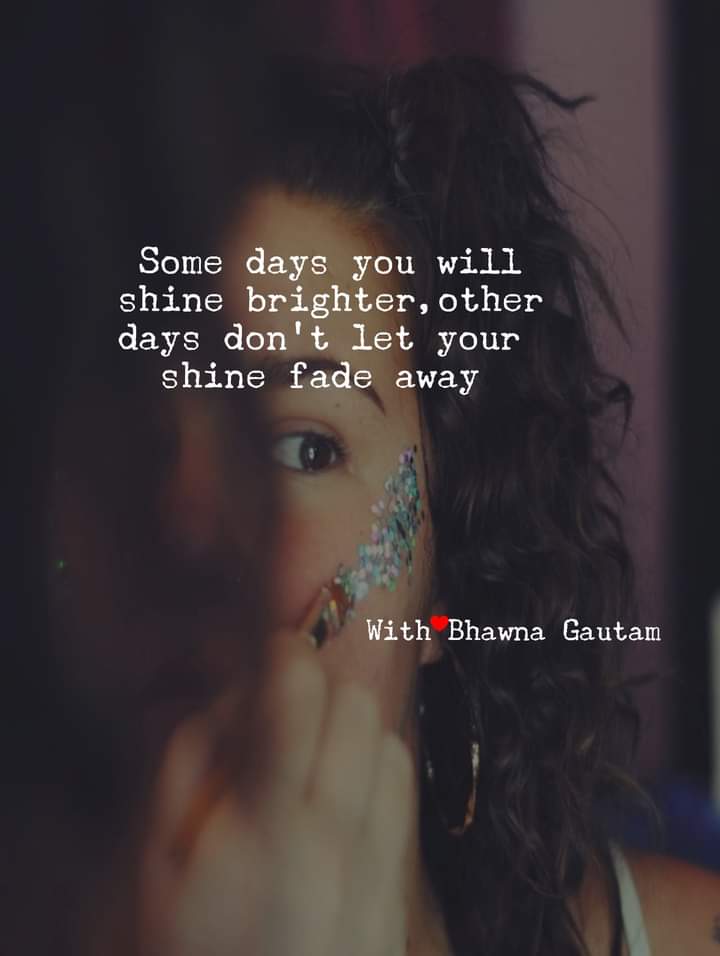 Some days you will
shine brighter,other
days don't let your
shine fade away
With❤Bhawna Gautam